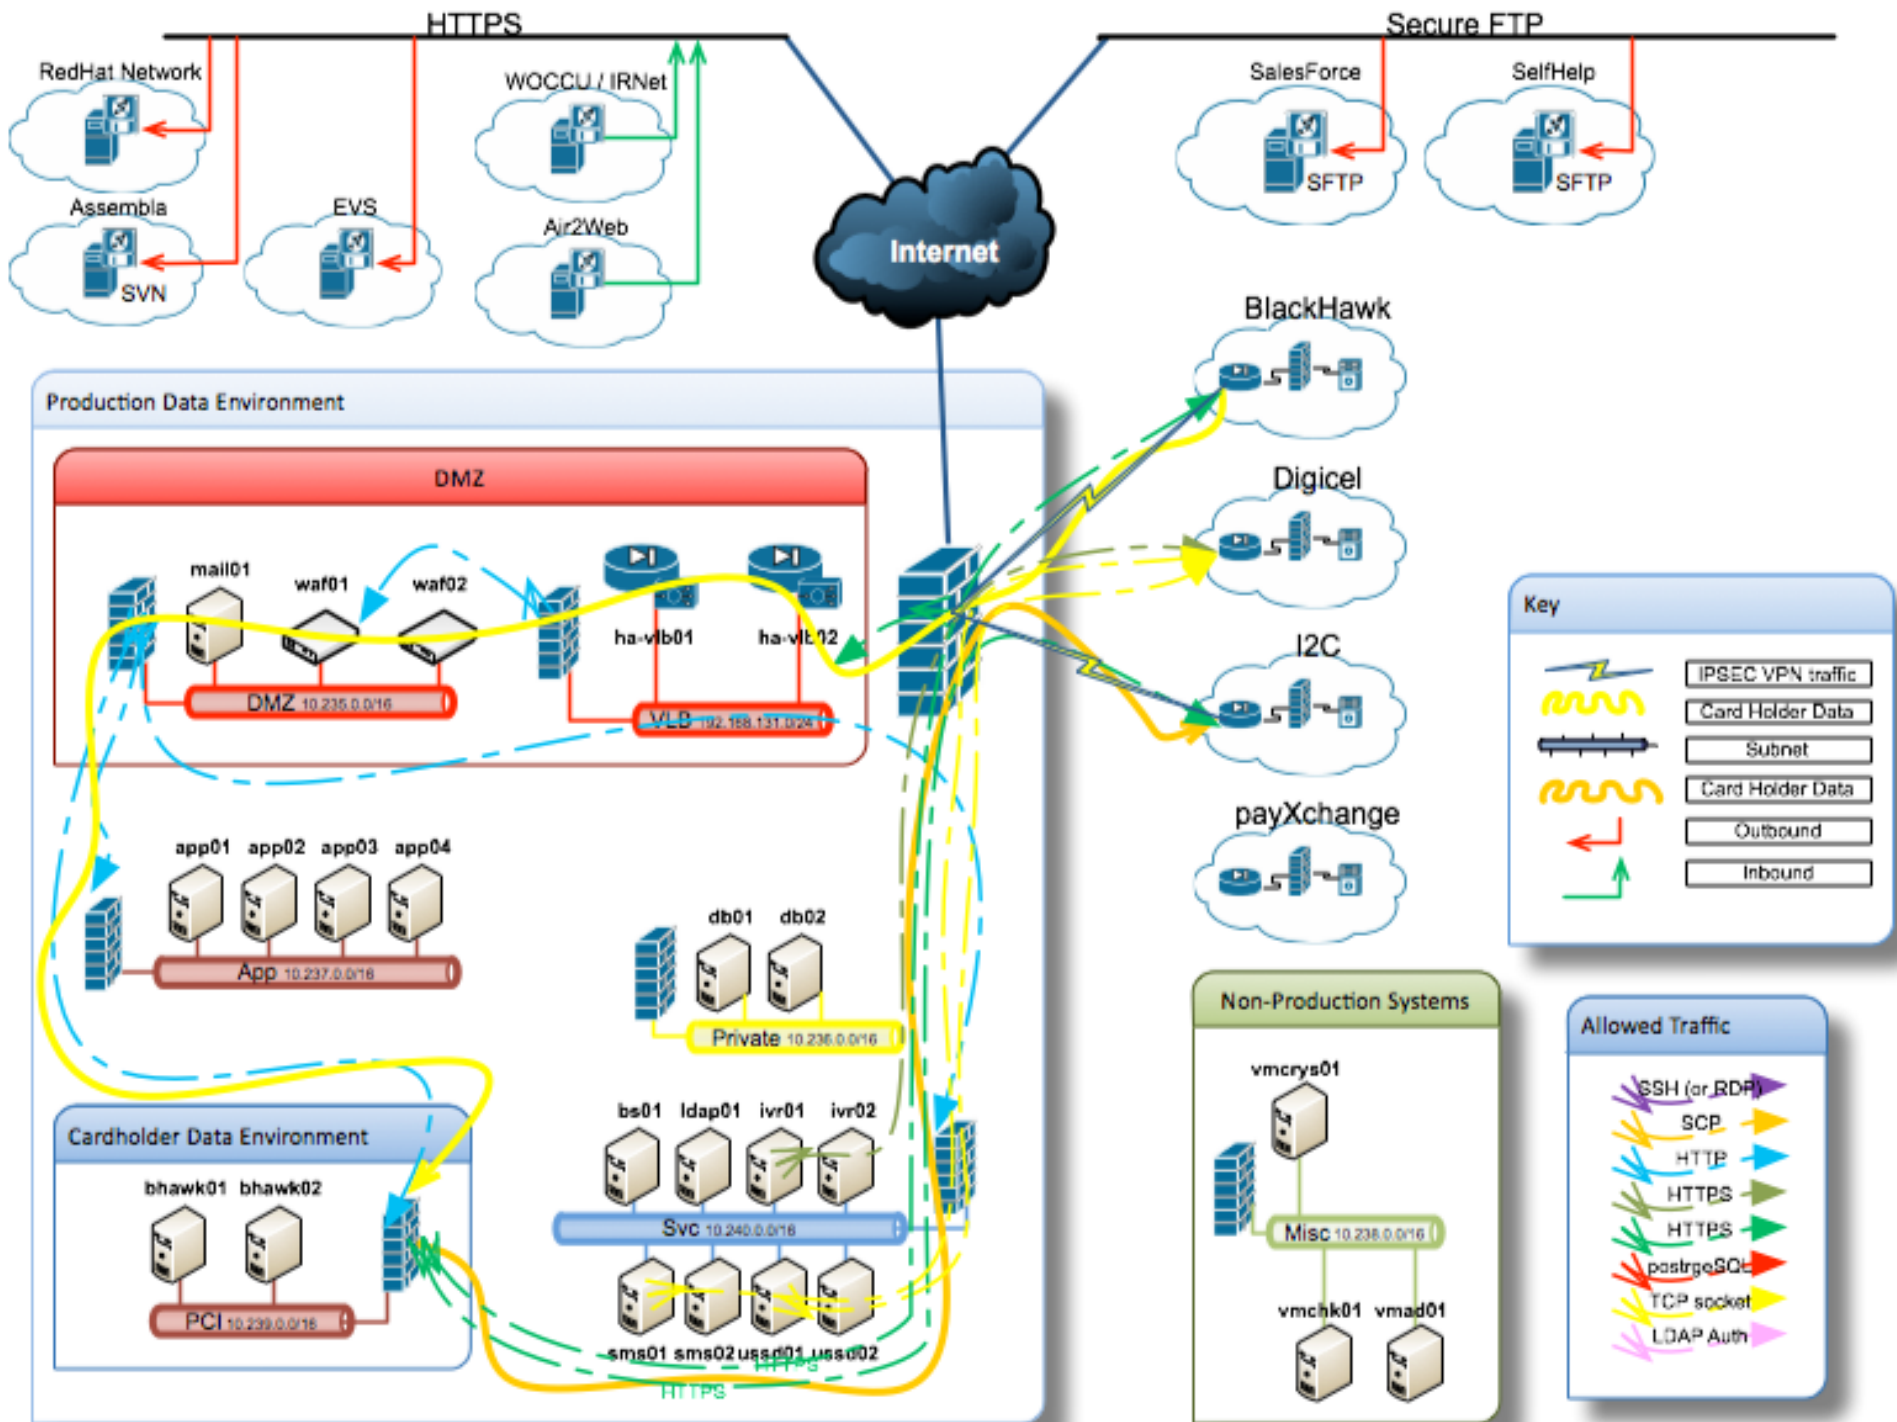 HTTPS
Secure FTP
RedHat Network
WOCCU / IRNet
SalesForce
SFTP
SelfHelp
SFTP
Assembla
SVN
EVS
Air2Web
Internet
BlackHawk
Digicel
I2C
payXchange
Production Data Environment
DMZ
mail01
waf01
waf02
ha-vlb01
ha-vlb02
DMZ 10.235.0.0/16
VLB 192.168.131.0/24
app01 app02 app03 app04
App 10.237.0.0/16
db01 db02
Private 10.236.0.0/16
Cardholder Data Environment
bhawk01 bhawk02
PCI 10.239.0.0/16
bs01 ldap01 ivr01 ivr02
Svc 10.240.0.0/16
sms01 sms02 ussd01 ussd02
HTTPS
HTTPS
Key
IPSEC VPN traffic
Card Holder Data
Subnet
Card Holder Data
Outbound
Inbound
Non-Production Systems
vmcrys01
Misc 10.238.0.0/16
vmchk01 vmad01
Allowed Traffic
SSH (or RDP)
SCP
HTTP
HTTPS
HTTPS
postrgeSQL
TCP socket
LDAP Auth